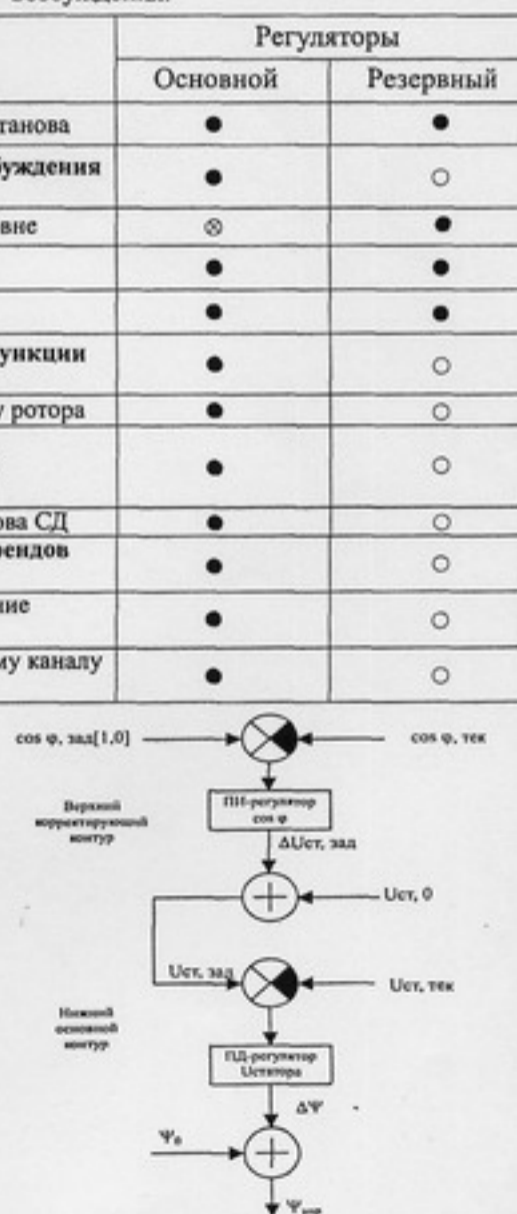 Регуляторы
Основной Резервный
танова ● ●
буждения ● ○
вне ⊗ ●
● ●
● ●
ункции ● ○
у ротора ● ○
● ○
ова СД ● ○
рендов ● ○
ние ● ○
му каналу ● ○
cos φ, зад[1,0] cos φ, тек
Верхний
корректирующий
контур
ПИ-регулятор
cos φ
ΔUст, зад
Uст, 0
Uст, зад Uст, тек
Нижний
основной
контур
ПД-регулятор
Uстатора
ΔΨ
Ψ₀